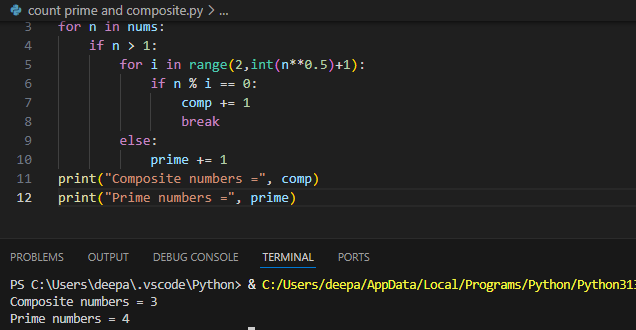 count prime and composite.py > ...
3 for n in nums:
4     if n > 1:
5         for i in range(2,int(n**0.5)+1):
6             if n % i == 0:
7                 comp += 1
8                 break
9         else:
10             prime += 1
11 print("Composite numbers =", comp)
12 print("Prime numbers =", prime)
PROBLEMS OUTPUT DEBUG CONSOLE TERMINAL PORTS
PS C:\Users\deepa\.vscode\Python> & C:/Users/deepa/AppData/Local/Programs/Python/Python313
Composite numbers = 3
Prime numbers = 4